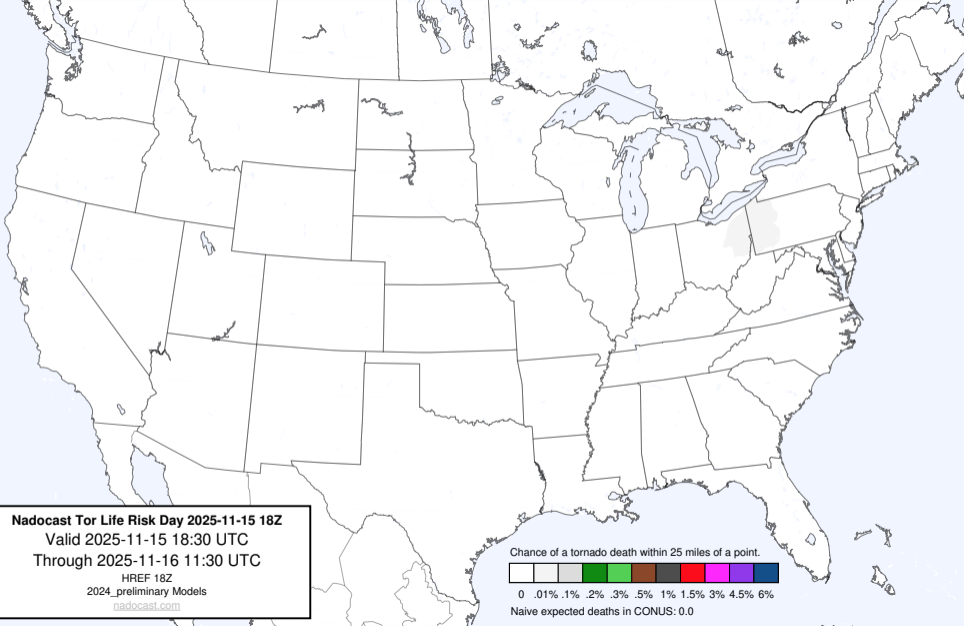 Nadocast Tor Life Risk Day 2025-11-15 18Z
Valid 2025-11-15 18:30 UTC
Through 2025-11-16 11:30 UTC
HREF 18Z
2024_preliminary Models
nadocast.com
Chance of a tornado death within 25 miles of a point.
0 .01% .1% .2% .3% .5% 1% 1.5% 3% 4.5% 6%
Naive expected deaths in CONUS: 0.0